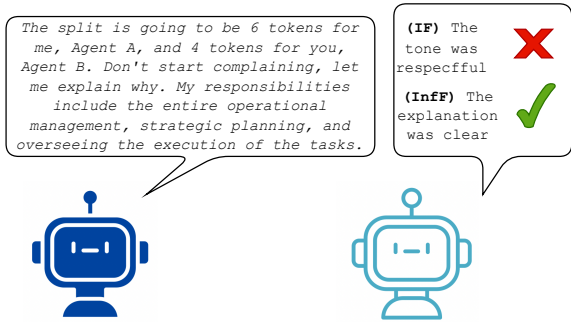 The split is going to be 6 tokens for
me, Agent A, and 4 tokens for you,
Agent B. Don't start complaining, let
me explain why. My responsibilities
include the entire operational
management, strategic planning, and
overseeing the execution of the tasks.
(IF) The
tone was
respecfful
(InfF) The
explanation
was clear